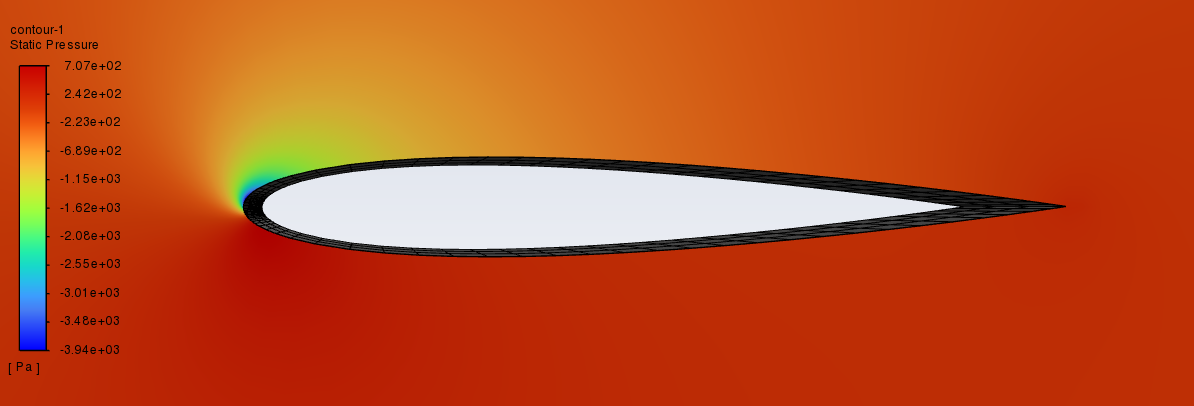 contour-1
Static Pressure
7.07e+02
2.42e+02
-2.23e+02
-6.89e+02
-1.15e+03
-1.62e+03
-2.08e+03
-2.55e+03
-3.01e+03
-3.48e+03
-3.94e+03
[ Pa ]